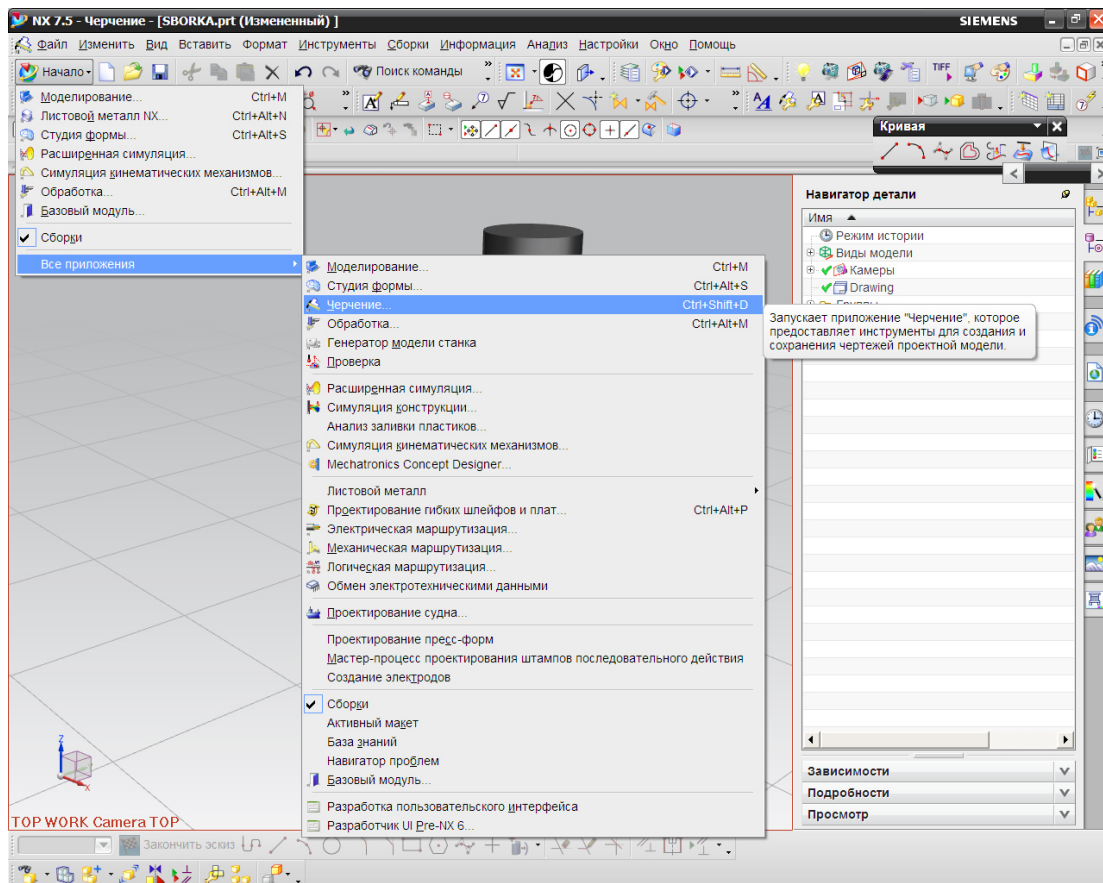 NX 7.5 - Черчение - [SBORKA.prt (Измененный) ]
SIEMENS
Файл Изменить Вид Вставить Формат Инструменты Сборки Информация Анализ Настройки Окно Помощь
Начало
Поиск команды
TIFF
Моделирование... Ctrl+M
Листовой металл NX... Ctrl+Alt+N
Студия формы... Ctrl+Alt+S
Расширенная симуляция...
Симуляция кинематических механизмов...
Обработка... Ctrl+Alt+M
Базовый модуль...
Сборки
Все приложения
Кривая
Навигатор детали
Имя
Режим истории
Виды модели
Камеры
Drawing
Моделирование... Ctrl+M
Студия формы... Ctrl+Alt+S
Черчение... Ctrl+Shift+D
Обработка... Ctrl+Alt+M
Генератор модели станка
Проверка
Расширенная симуляция...
Симуляция конструкции...
Анализ заливки пластиков...
Симуляция кинематических механизмов...
Mechatronics Concept Designer...
Листовой металл
Проектирование гибких шлейфов и плат... Ctrl+Alt+P
Электрическая маршрутизация...
Механическая маршрутизация...
Логическая маршрутизация...
Обмен электротехническими данными
Проектирование судна...
Проектирование пресс-форм
Мастер-процесс проектирования штампов последовательного действия
Создание электродов
Сборки
Активный макет
База знаний
Навигатор проблем
Базовый модуль...
Разработка пользовательского интерфейса
Разработчик UI Pre-NX 6...
Запускает приложение "Черчение", которое
предоставляет инструменты для создания и
сохранения чертежей проектной модели.
Зависимости
Подробности
Просмотр
Z
X
TOP WORK Camera TOP
Закончить эскиз